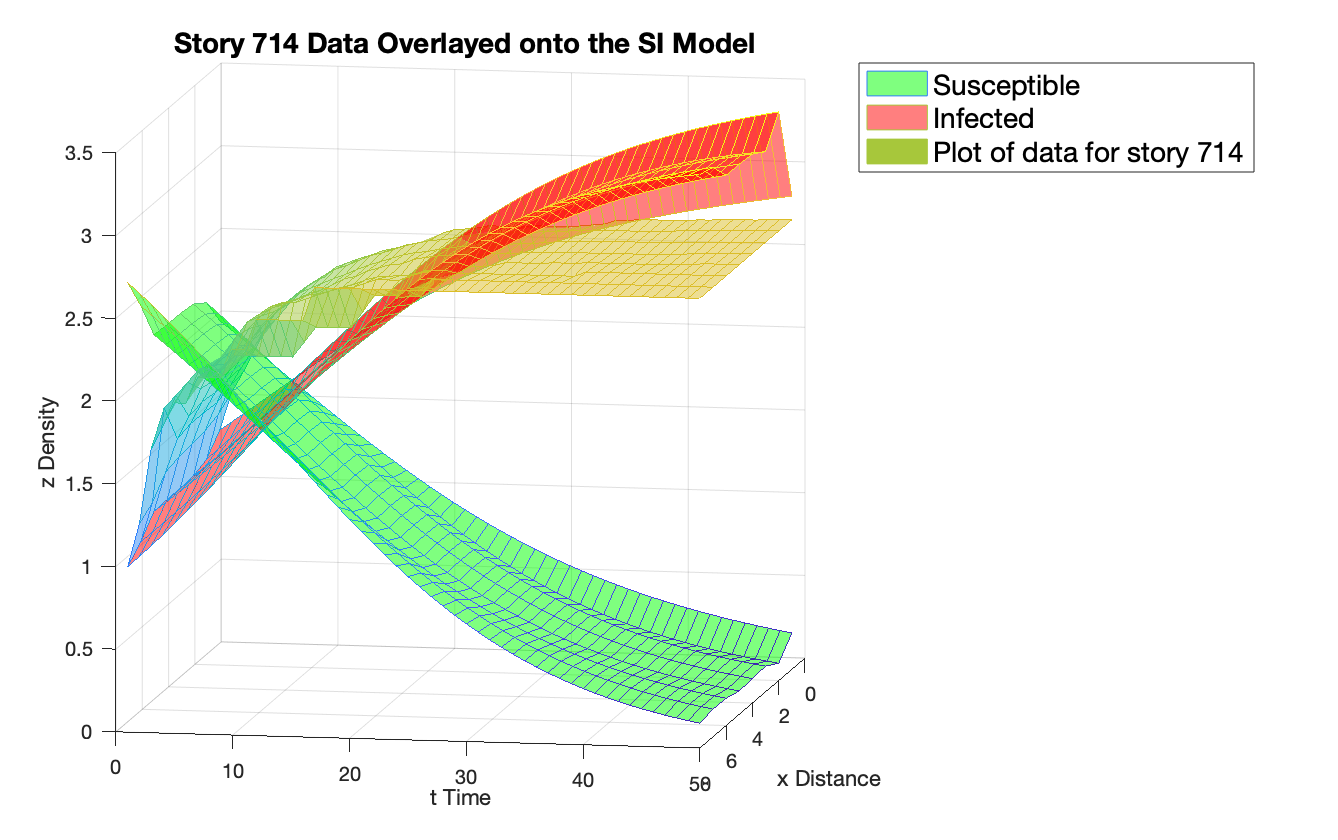 Story 714 Data Overlayed onto the SI Model
Susceptible
Infected
Plot of data for story 714
3.5
3
2.5
2
1.5
1
0.5
0
z Density
0
10
20
30
40
50
t Time
0
2
4
6
x Distance